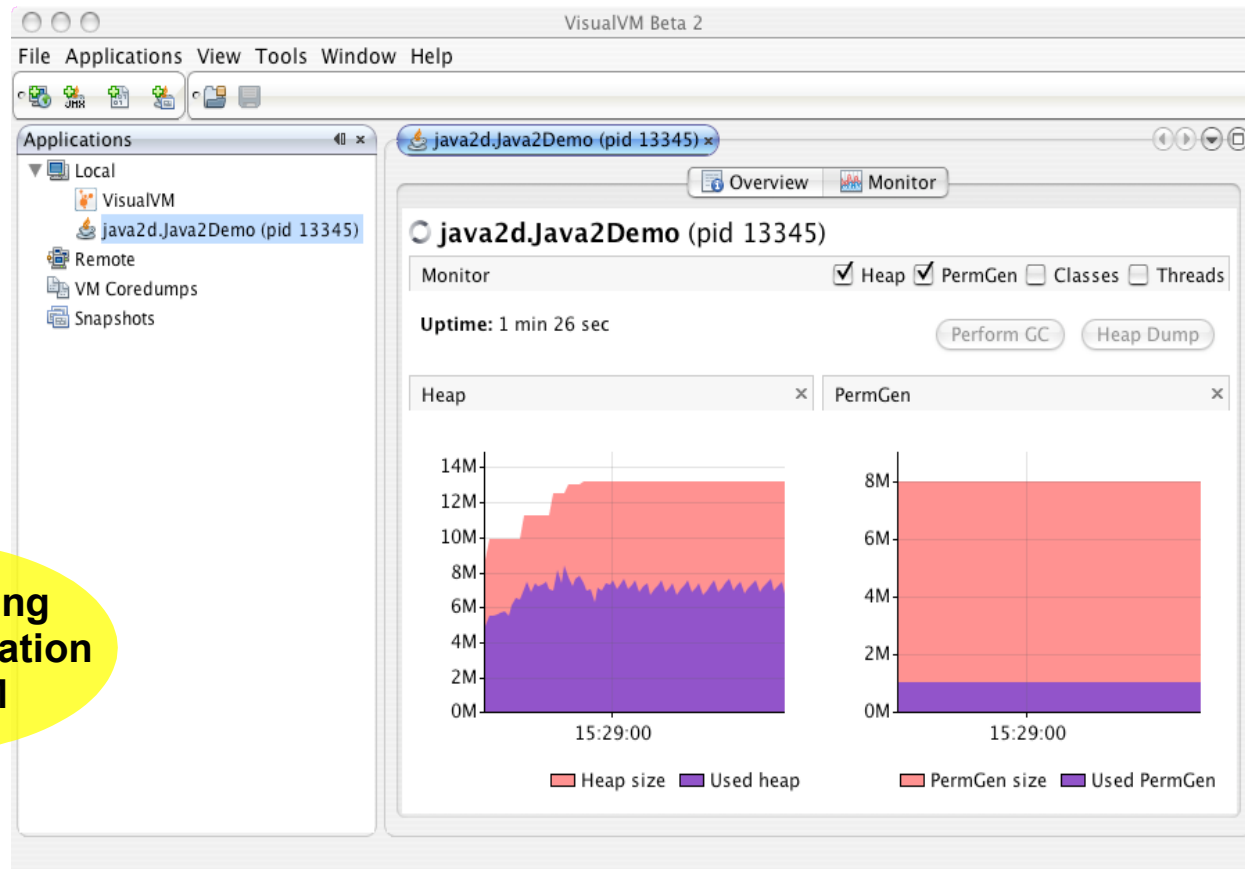 VisualVM Beta 2
File Applications View Tools Window Help
JMX
Applications
Local
VisualVM
java2d.Java2Demo (pid 13345)
Remote
VM Coredumps
Snapshots
java2d.Java2Demo (pid 13345)
Overview Monitor
java2d.Java2Demo (pid 13345)
Monitor Heap PermGen Classes Threads
Uptime: 1 min 26 sec
Perform GC Heap Dump
Heap
14M
12M
10M
8M
6M
4M
2M
0M
15:29:00
Heap size Used heap
PermGen
8M
6M
4M
2M
0M
15:29:00
PermGen size Used PermGen